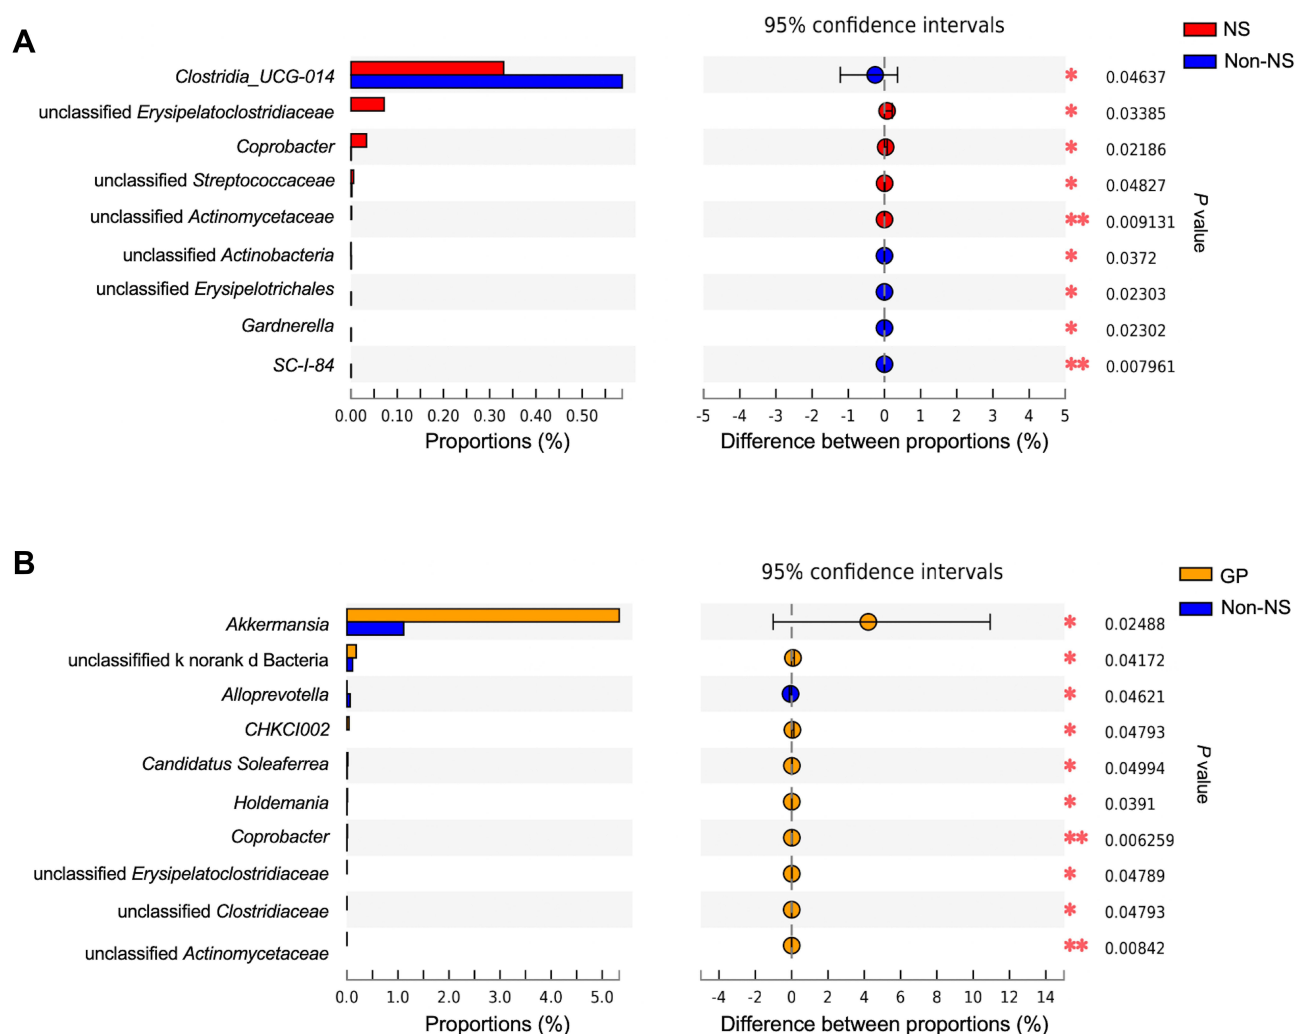 A
95% confidence intervals
NS
Non-NS
Clostridia_UCG-014
* 0.04637
unclassified Erysipelatoclostridiaceae
* 0.03385
Coprobacter
* 0.02186
unclassified Streptococcaceae
* 0.04827
unclassified Actinomycetaceae
** 0.009131
unclassified Actinobacteria
* 0.0372
unclassified Erysipelotrichales
* 0.02303
Gardnerella
* 0.02302
SC-I-84
** 0.007961
P value
0.00 0.10 0.20 0.30 0.40 0.50
Proportions (%)
-5 -4 -3 -2 -1 0 1 2 3 4 5
Difference between proportions (%)
B
95% confidence intervals
GP
Non-NS
Akkermansia
* 0.02488
unclassifified k norank d Bacteria
* 0.04172
Alloprevotella
* 0.04621
CHKCI002
* 0.04793
Candidatus Soleaferrea
* 0.04994
Holdemania
* 0.0391
Coprobacter
** 0.006259
unclassified Erysipelatoclostridiaceae
* 0.04789
unclassified Clostridiaceae
* 0.04793
unclassified Actinomycetaceae
** 0.00842
P value
0.0 1.0 2.0 3.0 4.0 5.0
Proportions (%)
-4 -2 0 2 4 6 8 10 12 14
Difference between proportions (%)